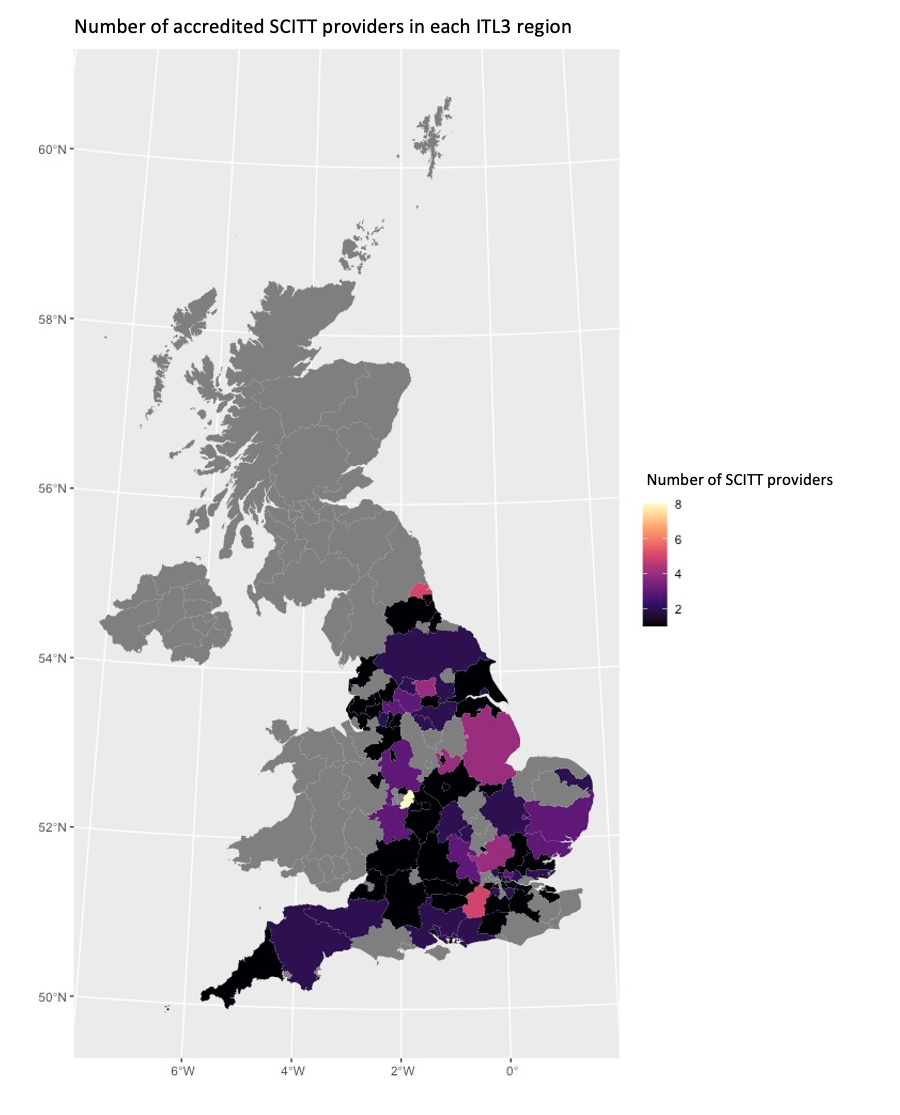 Number of accredited SCITT providers in each ITL3 region
60°N
58°N
56°N
54°N
52°N
50°N
6°W
4°W
2°W
0°
Number of SCITT providers
8
6
4
2